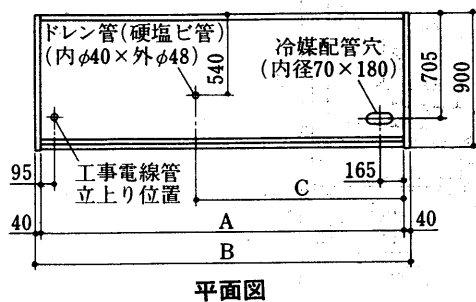 ドレン管(硬塩ビ管)
(内φ40×外φ48)
540
冷媒配管穴
(内径70×180)
705
900
95
工事電線管
立上り位置
165
C
40
A
40
B
平面図